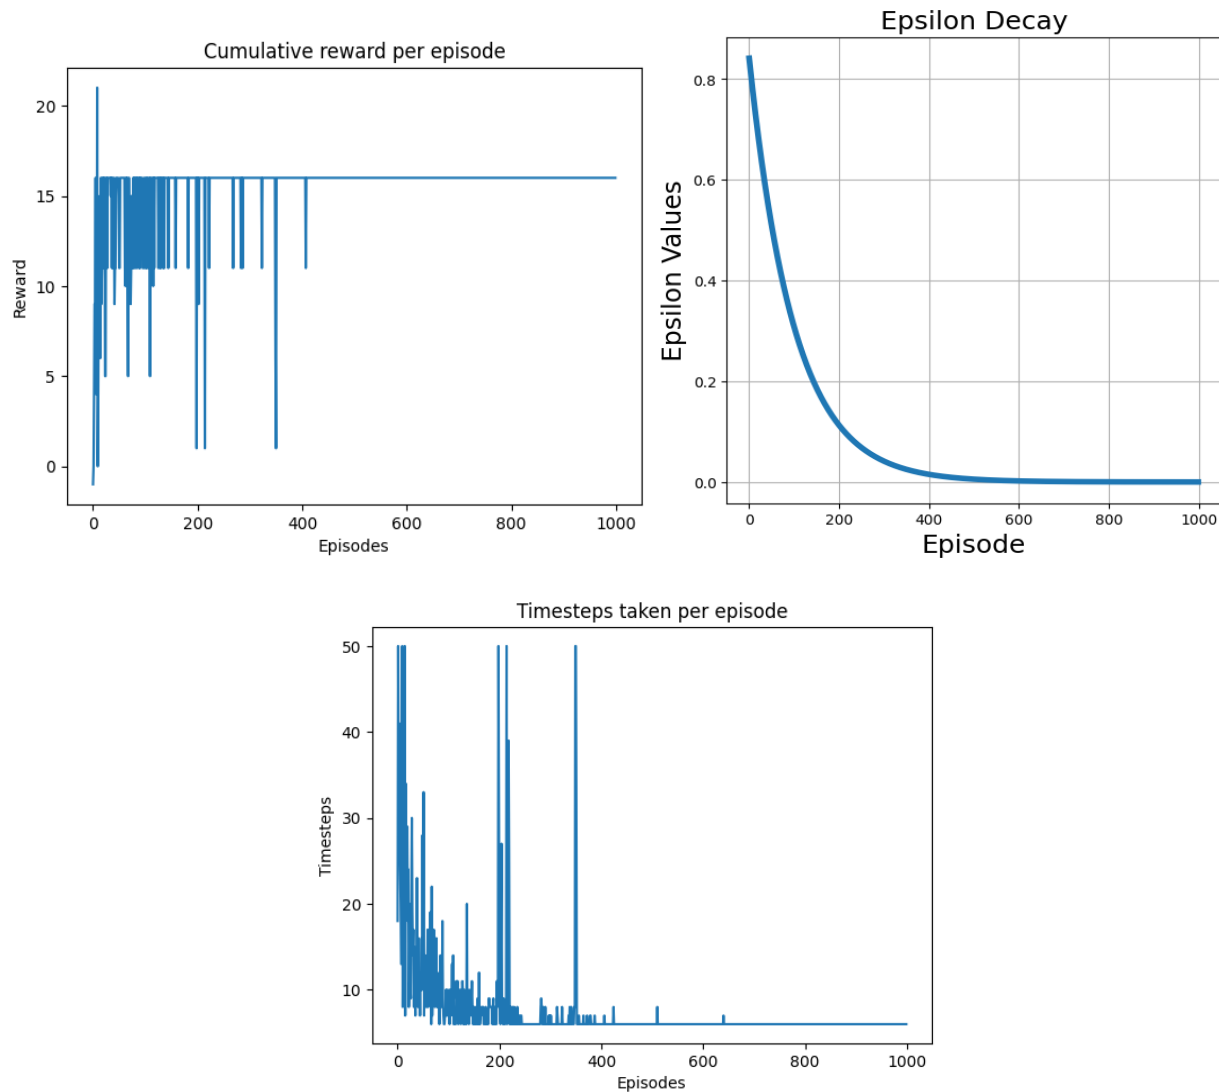 Cumulative reward per episode
20
15
10
5
0
Reward
0 200 400 600 800 1000
Episodes
Epsilon Decay
0.8
0.6
0.4
0.2
0.0
Epsilon Values
0 200 400 600 800 1000
Episode
Timesteps taken per episode
50
40
30
20
10
Timesteps
0 200 400 600 800 1000
Episodes